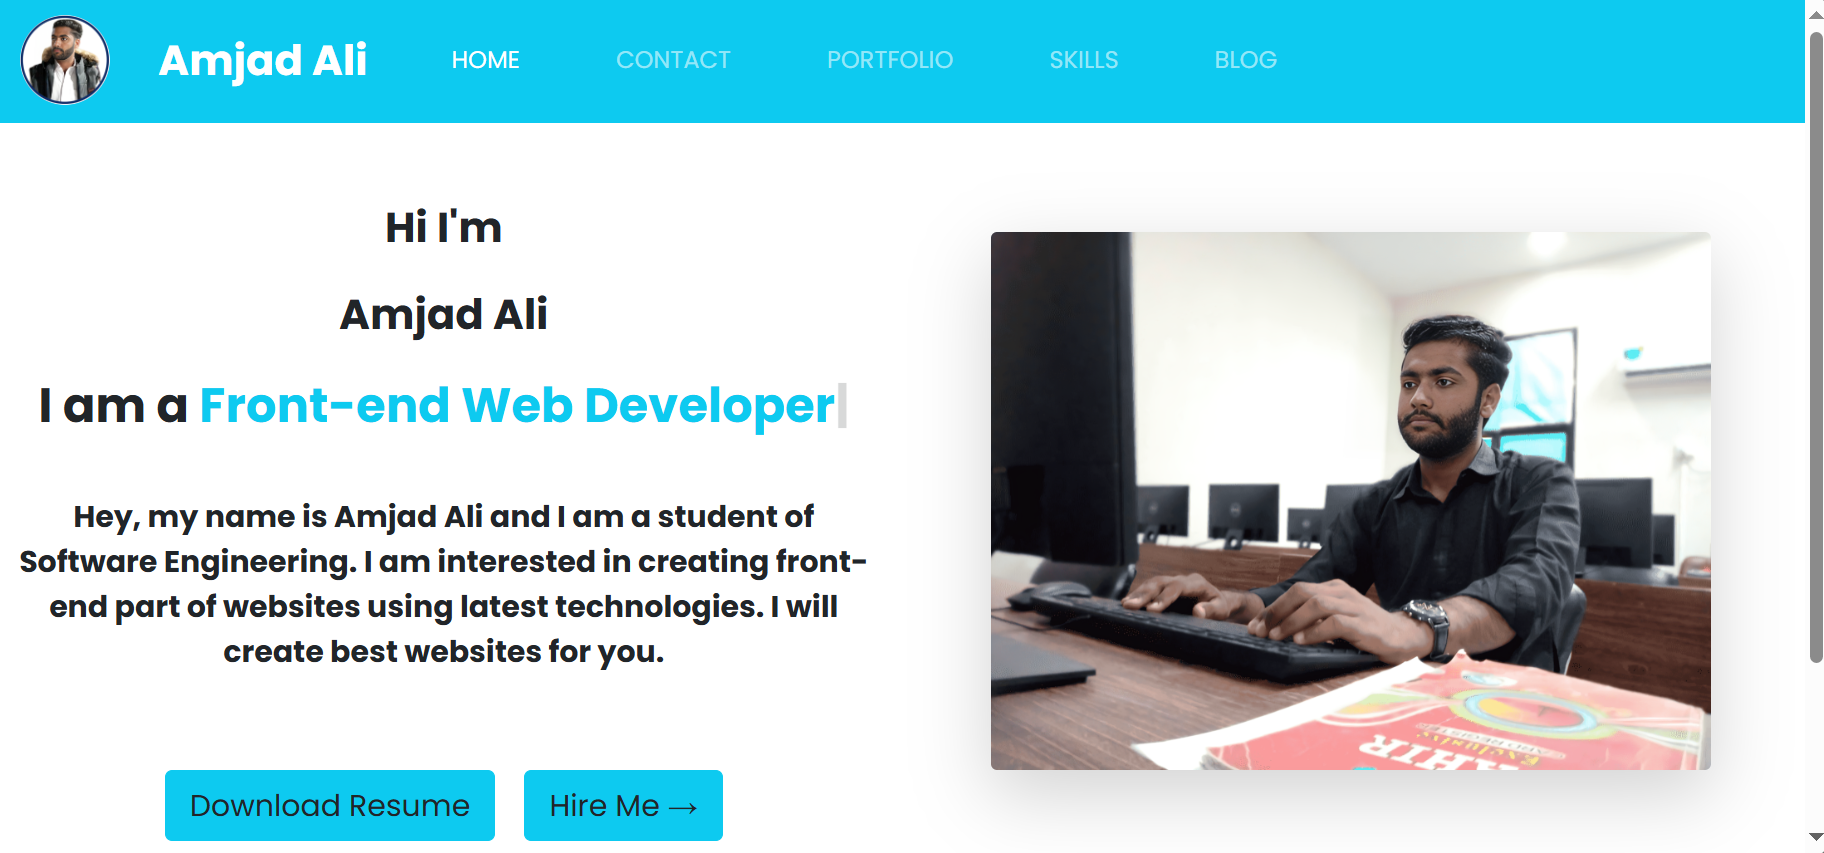 Amjad Ali HOME CONTACT PORTFOLIO SKILLS BLOG
Hi I'm
Amjad Ali
I am a Front-end Web Developer
Hey, my name is Amjad Ali and I am a student of
Software Engineering. I am interested in creating front-
end part of websites using latest technologies. I will
create best websites for you.
Download Resume
Hire Me →
Exclusive